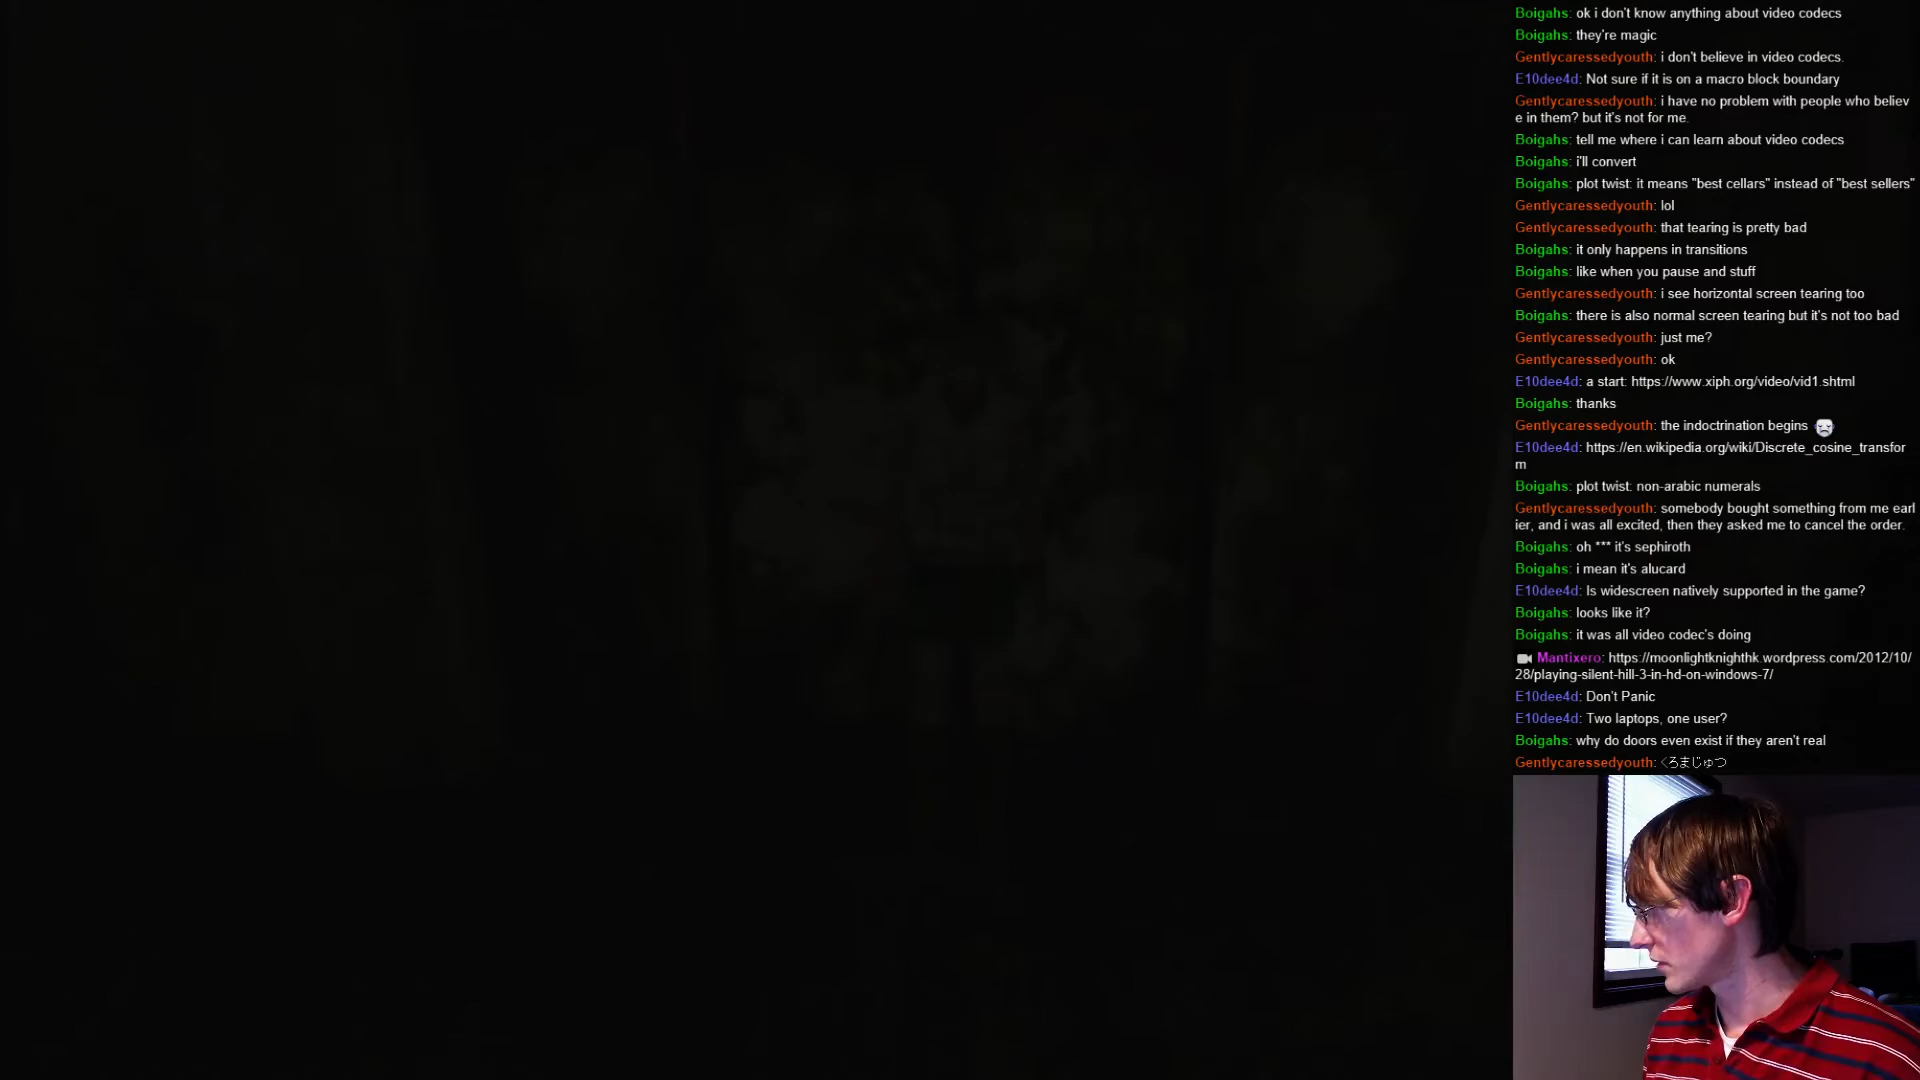 Boigahs: ok i don't know anything about video codecs
Boigahs: they're magic
Gentlycaressedyouth: i don't believe in video codecs.
E10dee4d: Not sure if it is on a macro block boundary
Gentlycaressedyouth: i have no problem with people who believ
e in them? but it's not for me.
Boigahs: tell me where i can learn about video codecs
Boigahs: i'll convert
Boigahs: plot twist: it means "best cellars" instead of "best sellers"
Gentlycaressedyouth: lol
Gentlycaressedyouth: that tearing is pretty bad
Boigahs: it only happens in transitions
Boigahs: like when you pause and stuff
Gentlycaressedyouth: i see horizontal screen tearing too
Boigahs: there is also normal screen tearing but it's not too bad
Gentlycaressedyouth: just me?
Gentlycaressedyouth: ok
E10dee4d: a start: https://www.xiph.org/video/vid1.shtml
Boigahs: thanks
Gentlycaressedyouth: the indoctrination begins
E10dee4d: https://en.wikipedia.org/wiki/Discrete_cosine_transfor
m
Boigahs: plot twist: non-arabic numerals
Gentlycaressedyouth: somebody bought something from me earl
ier, and i was all excited, then they asked me to cancel the order.
Boigahs: oh *** it's sephiroth
Boigahs: i mean it's alucard
E10dee4d: Is widescreen natively supported in the game?
Boigahs: looks like it?
Boigahs: it was all video codec's doing
Mantixero: https://moonlightknighthk.wordpress.com/2012/10/
28/playing-silent-hill-3-in-hd-on-windows-7/
E10dee4d: Don't Panic
E10dee4d: Two laptops, one user?
Boigahs: why do doors even exist if they aren't real
Gentlycaressedyouth: くろまじゅつ